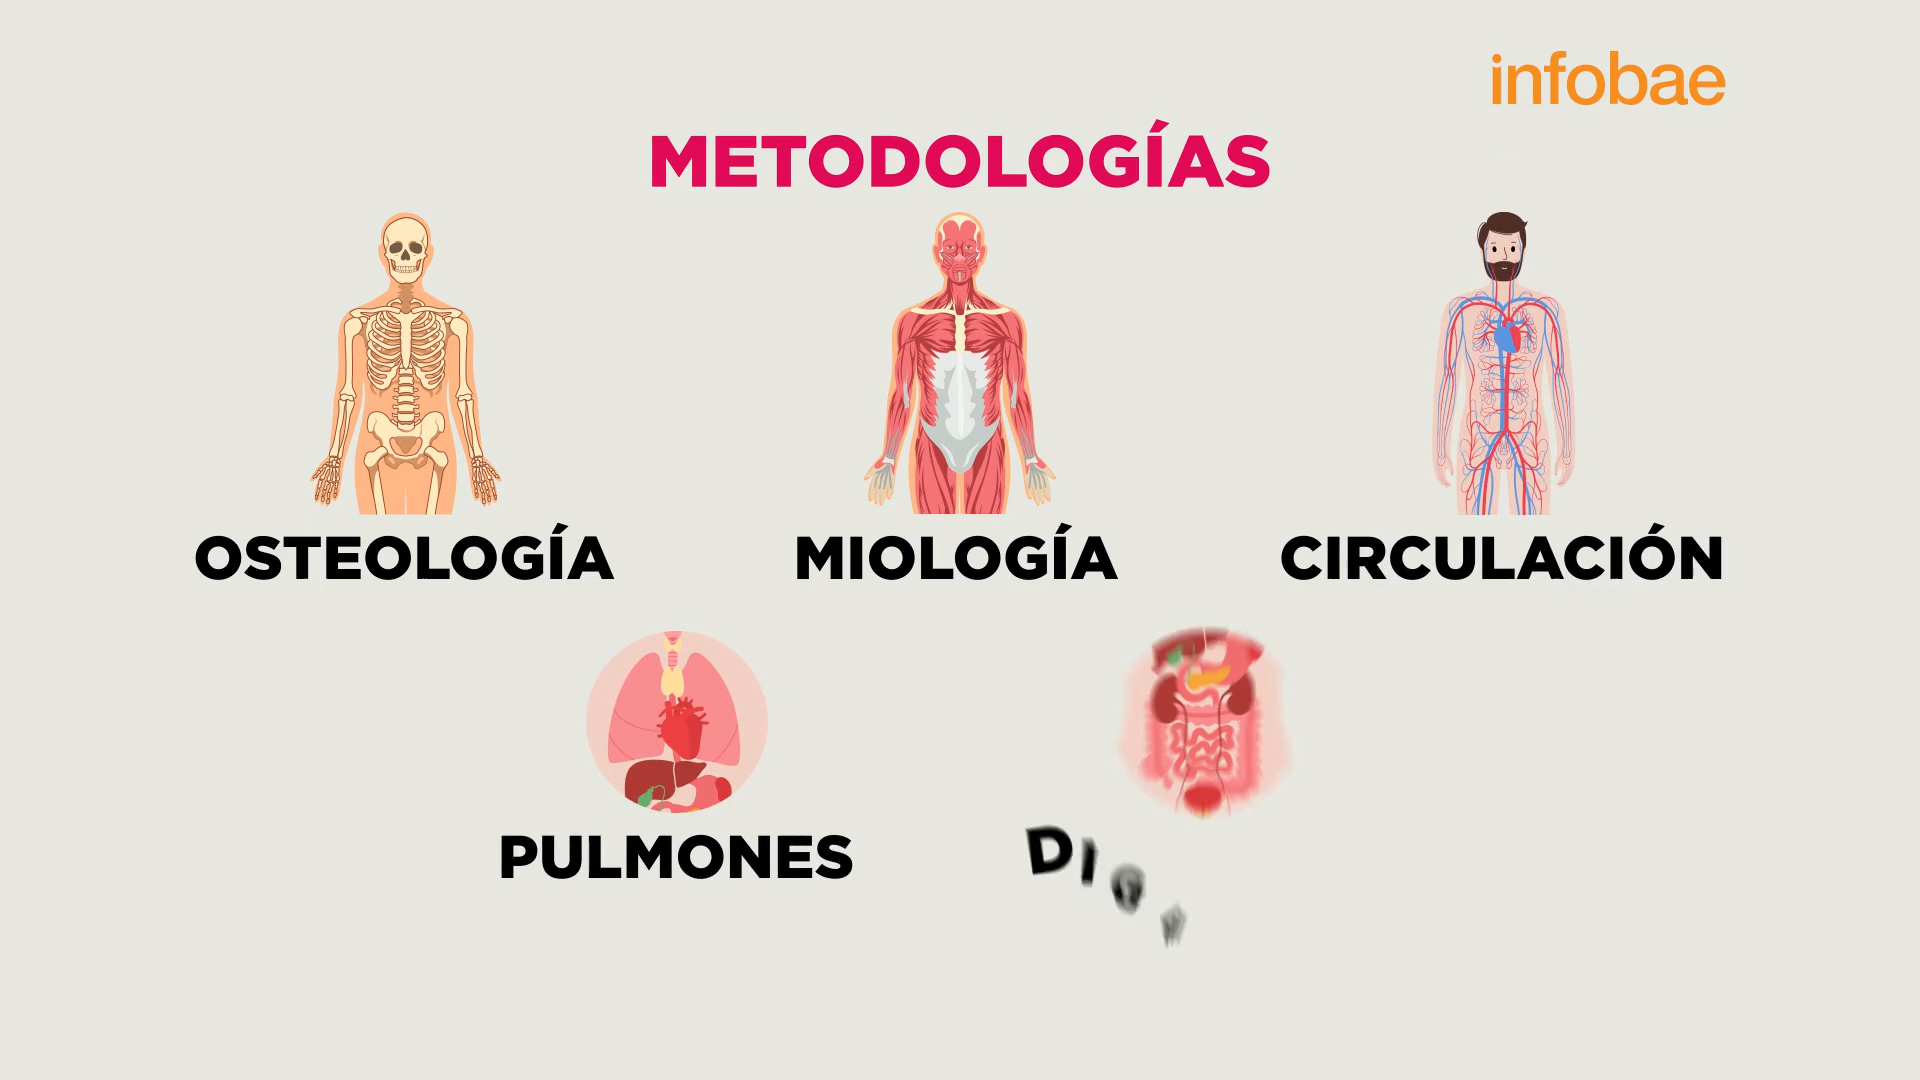 infobae
METODOLOGÍAS
OSTEOLOGÍA
MIOLOGÍA
CIRCULACIÓN
PULMONES